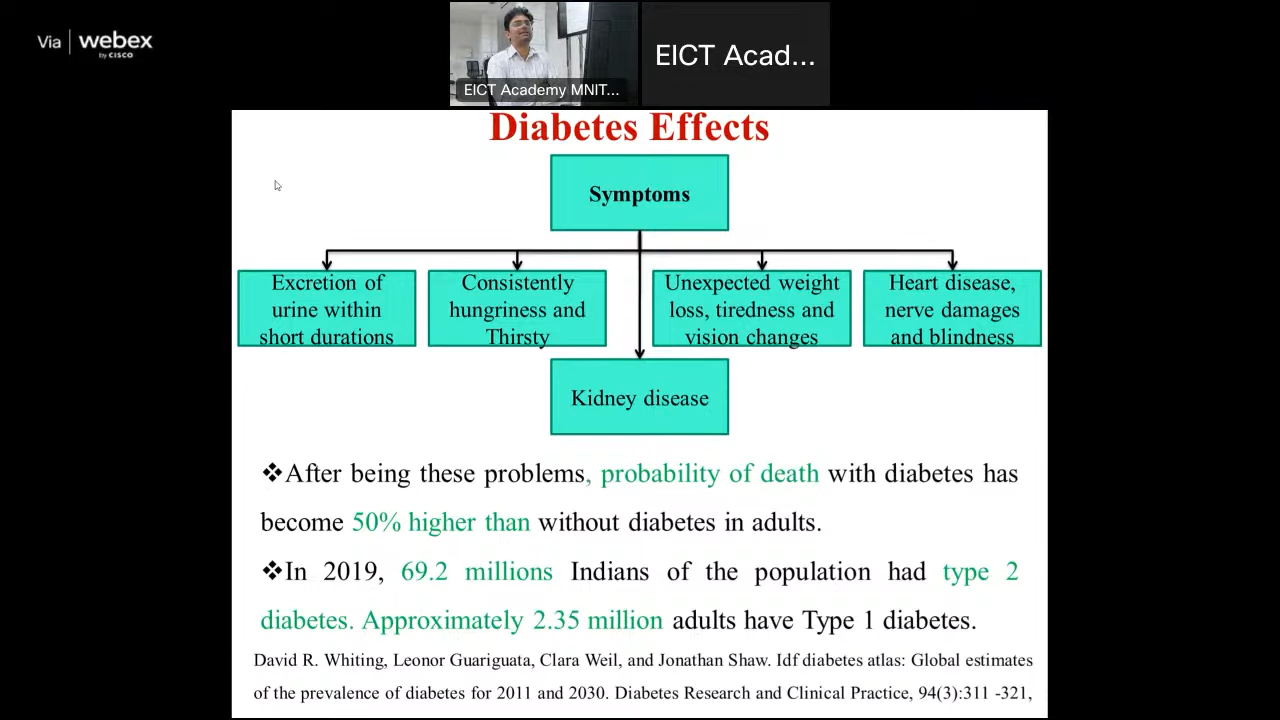 Via webex
by CISCO
EICT Academy MNIT...
EICT Acad...
Diabetes Effects
Symptoms
Excretion of
urine within
short durations
Consistently
hungriness and
Thirsty
Unexpected weight
loss, tiredness and
vision changes
Heart disease,
nerve damages
and blindness
Kidney disease
❖After being these problems, probability of death with diabetes has
become 50% higher than without diabetes in adults.
❖In 2019, 69.2 millions Indians of the population had type 2
diabetes. Approximately 2.35 million adults have Type 1 diabetes.
David R. Whiting, Leonor Guariguata, Clara Weil, and Jonathan Shaw. Idf diabetes atlas: Global estimates
of the prevalence of diabetes for 2011 and 2030. Diabetes Research and Clinical Practice, 94(3):311 -321,